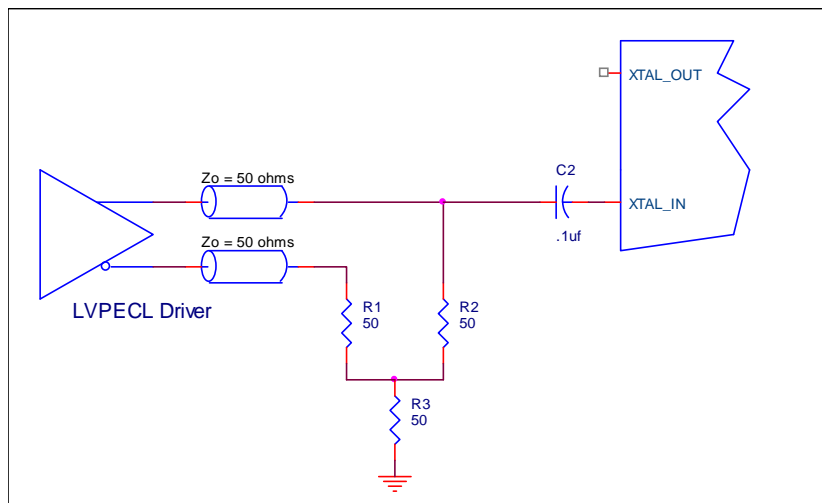 XTAL_OUT
Zo = 50 ohms
C2
XTAL_IN
.1uf
Zo = 50 ohms
LVPECL Driver
R1
50
R2
50
R3
50